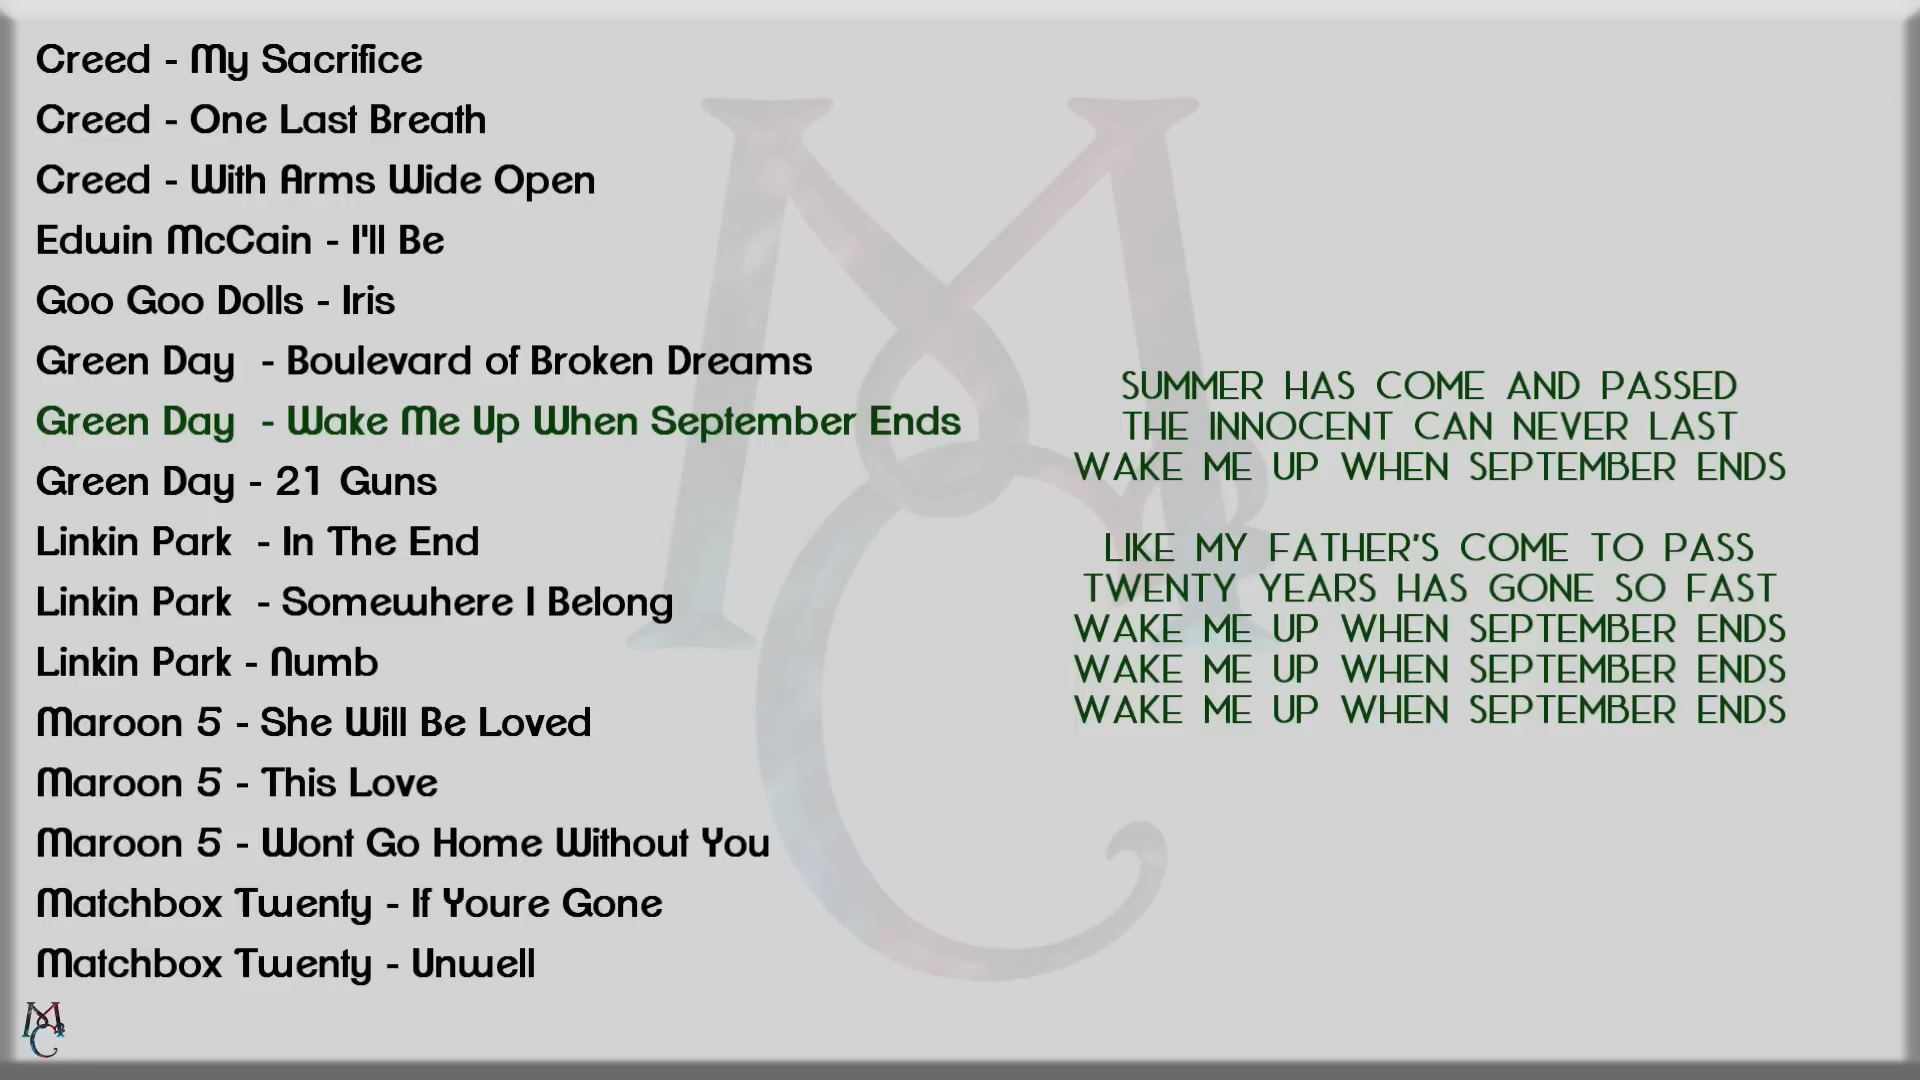 Creed - My Sacrifice
Creed - One Last Breath
Creed - With Arms Wide Open
Edwin McCain - I'll Be
Goo Goo Dolls - Iris
Green Day  - Boulevard of Broken Dreams
Green Day  - Wake Me Up When September Ends
Green Day - 21 Guns
Linkin Park  - In The End
Linkin Park  - Somewhere I Belong
Linkin Park - Numb
Maroon 5 - She Will Be Loved
Maroon 5 - This Love
Maroon 5 - Wont Go Home Without You
Matchbox Twenty - If Youre Gone
Matchbox Twenty - Unwell
SUMMER HAS COME AND PASSED
THE INNOCENT CAN NEVER LAST
WAKE ME UP WHEN SEPTEMBER ENDS
LIKE MY FATHER'S COME TO PASS
TWENTY YEARS HAS GONE SO FAST
WAKE ME UP WHEN SEPTEMBER ENDS
WAKE ME UP WHEN SEPTEMBER ENDS
WAKE ME UP WHEN SEPTEMBER ENDS